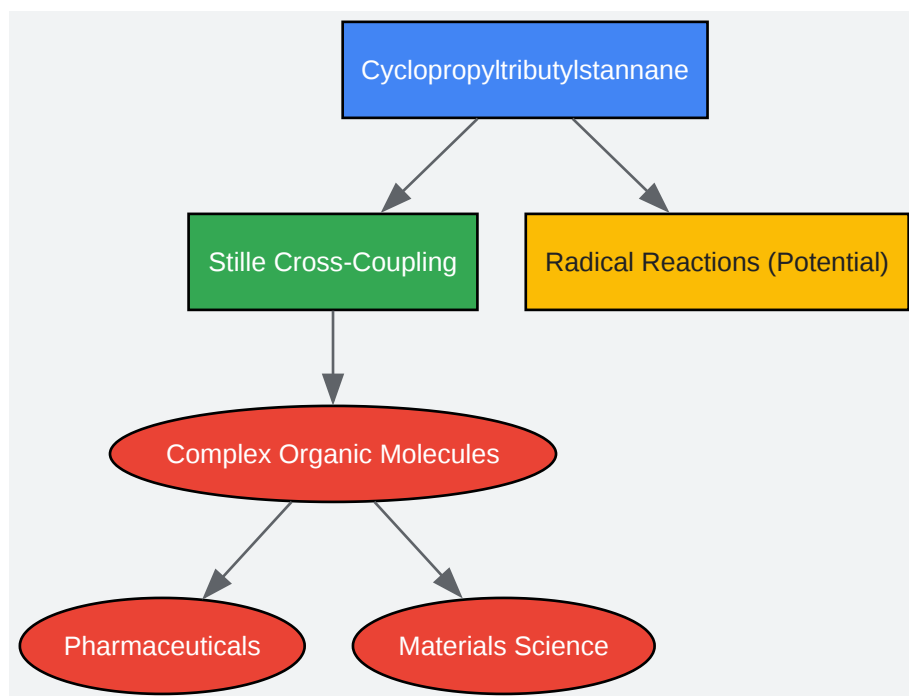 Cyclopropyltributylstannane
Stille Cross-Coupling
Radical Reactions (Potential)
Complex Organic Molecules
Pharmaceuticals
Materials Science